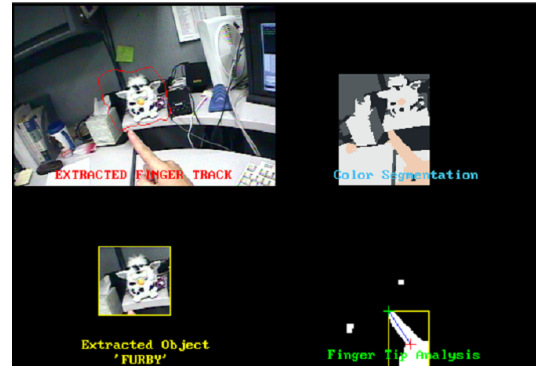 EXTRACTED FINGER TRACK
Color Segmentation
Extracted Object
'FURBY'
Finger Tip Analysis